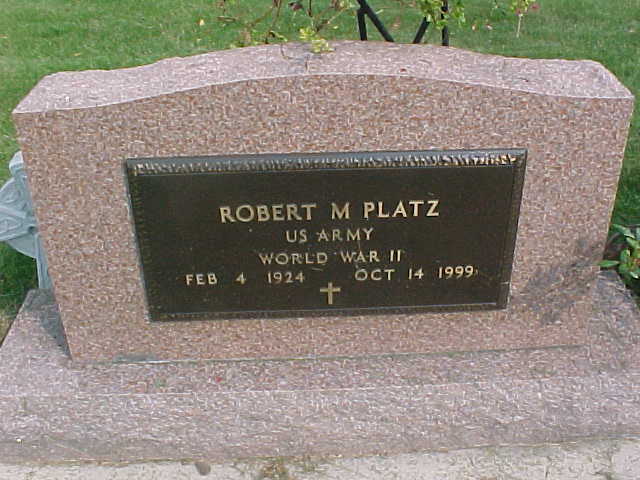 ROBERT M PLATZ
US ARMY
WORLD WAR II
FEB 4 1924 OCT 14 1999